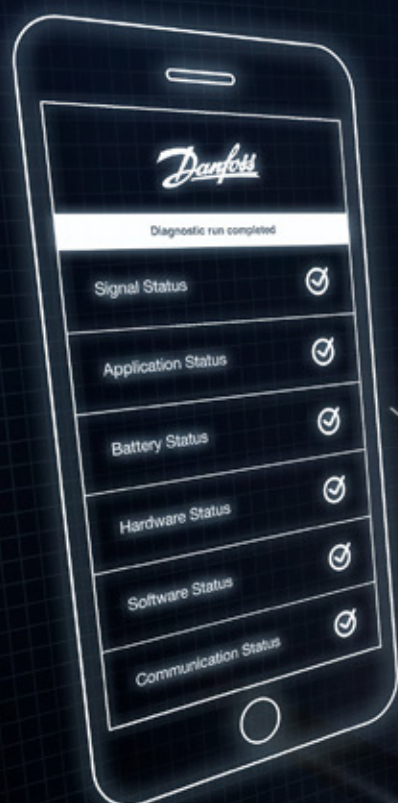 Danfoss
Diagnostic run completed
Signal Status
Application Status
Battery Status
Hardware Status
Software Status
Communication Status